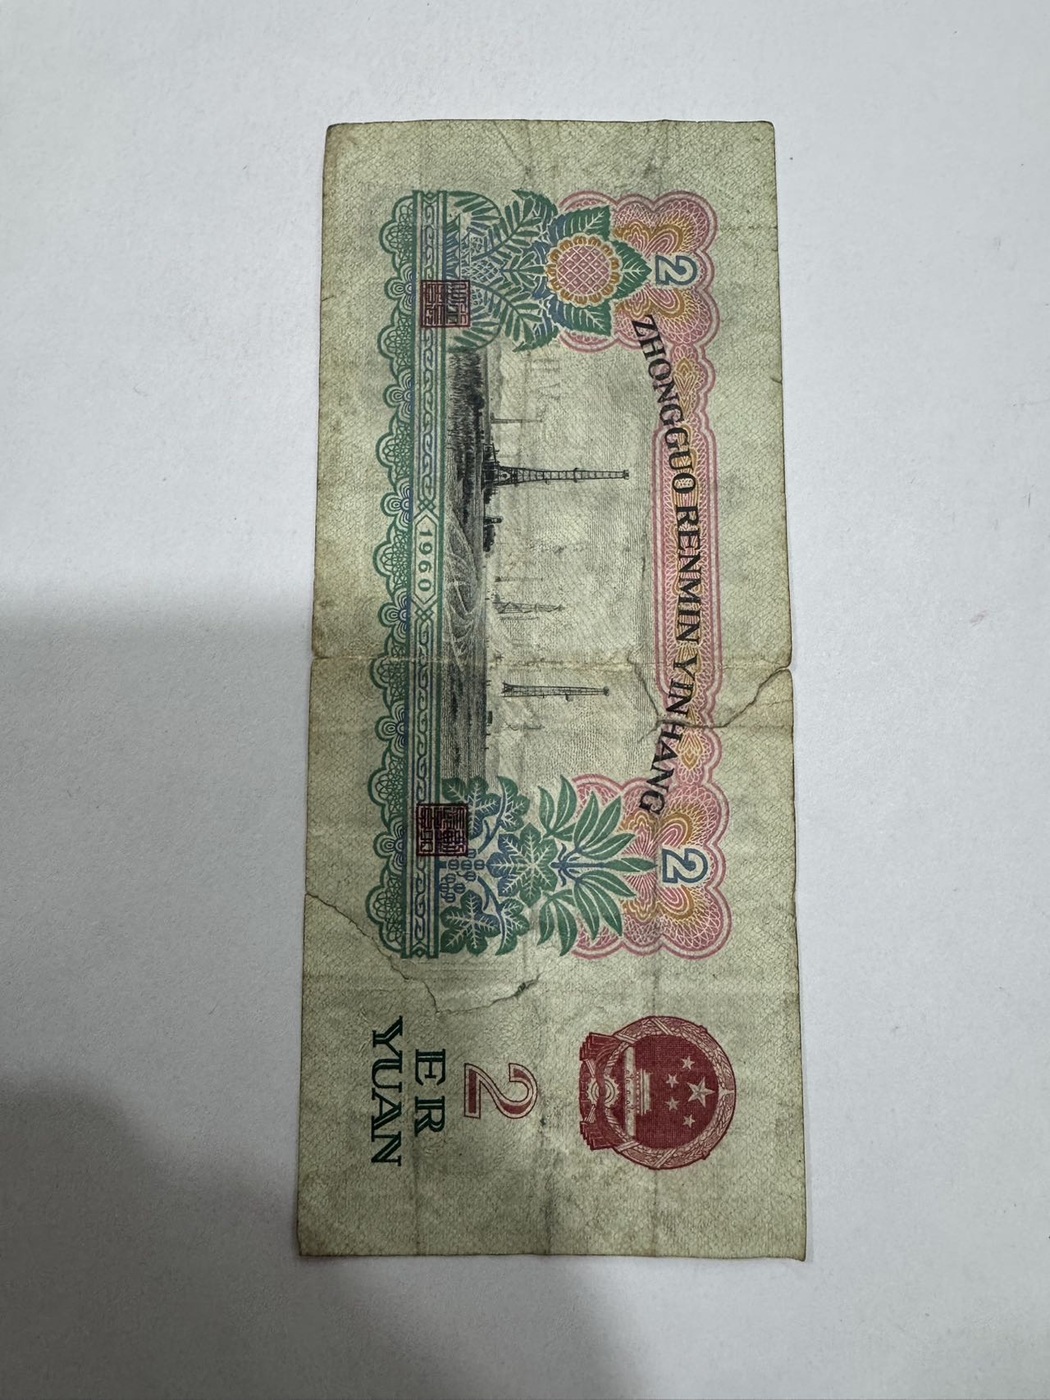 ZHONGGUO RENMIN YINHANG
2
2
1960
2
ER
YUAN